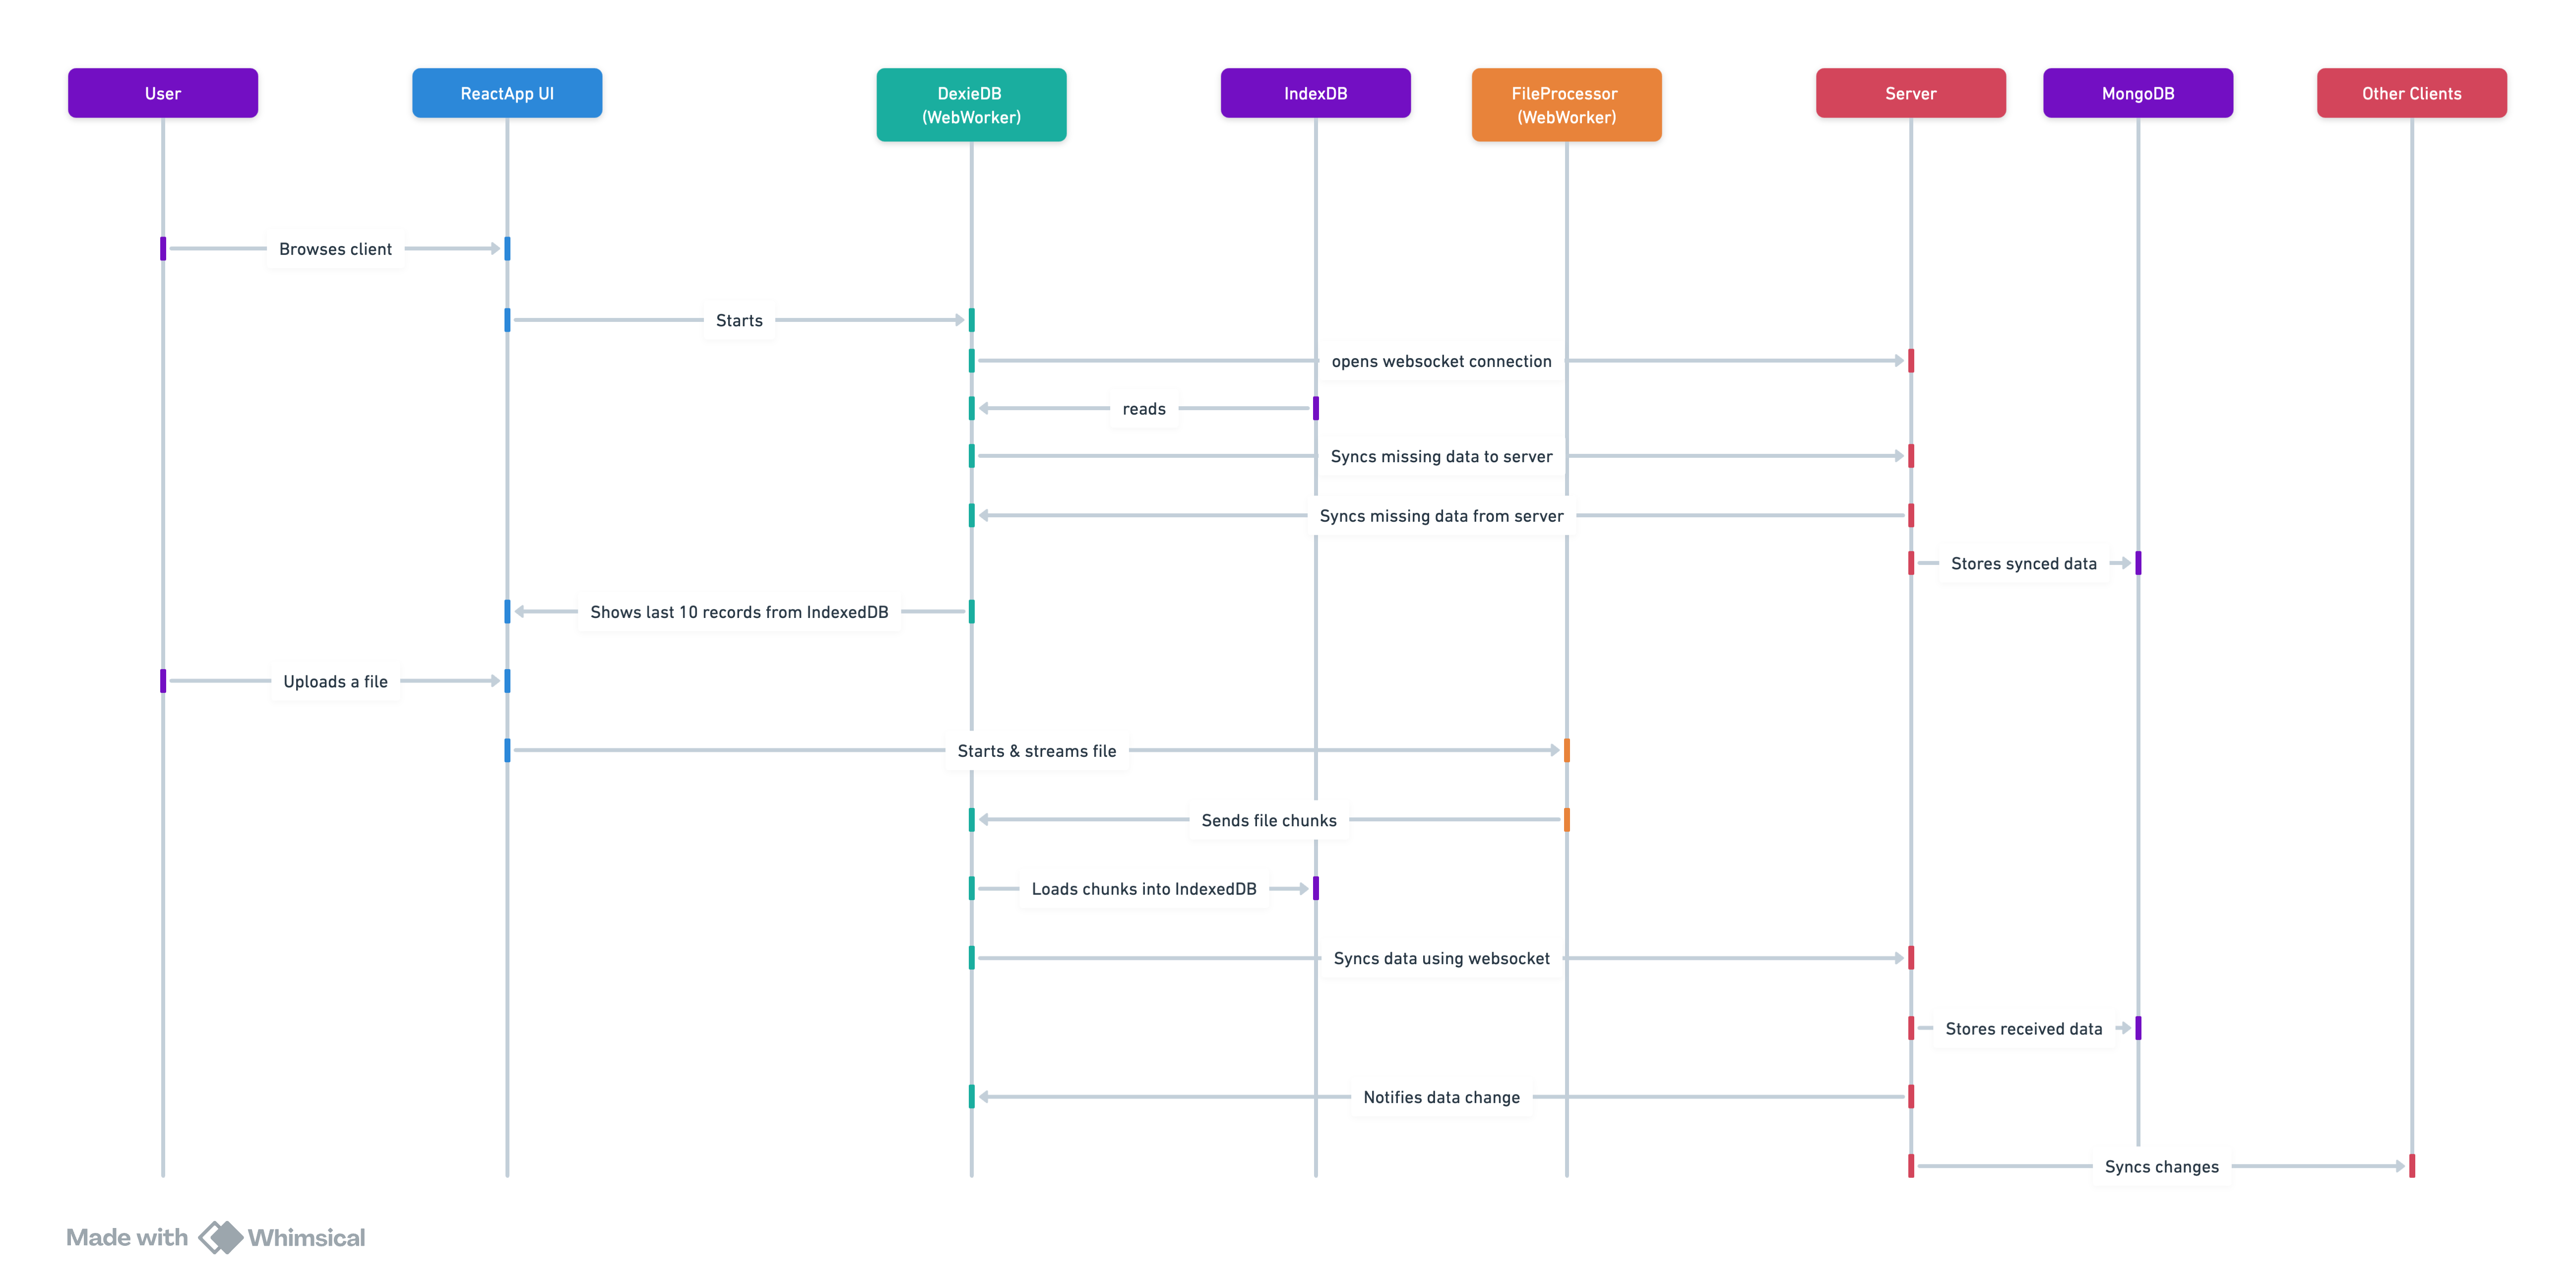 User
ReactApp UI
DexieDB
(WebWorker)
IndexDB
FileProcessor
(WebWorker)
Server
MongoDB
Other Clients
Browses client
Starts
opens websocket connection
reads
Syncs missing data to server
Syncs missing data from server
Stores synced data
Shows last 10 records from IndexedDB
Uploads a file
Starts & streams file
Sends file chunks
Loads chunks into IndexedDB
Syncs data using websocket
Stores received data
Notifies data change
Syncs changes
Made with Whimsical